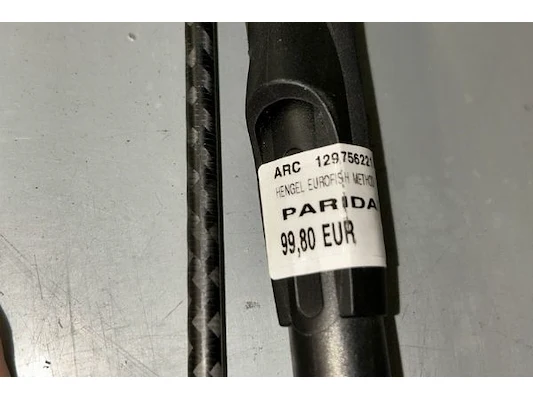 ARC 129756221
HENGEL EUROFISH METHOD
PARIDA
99,80 EUR